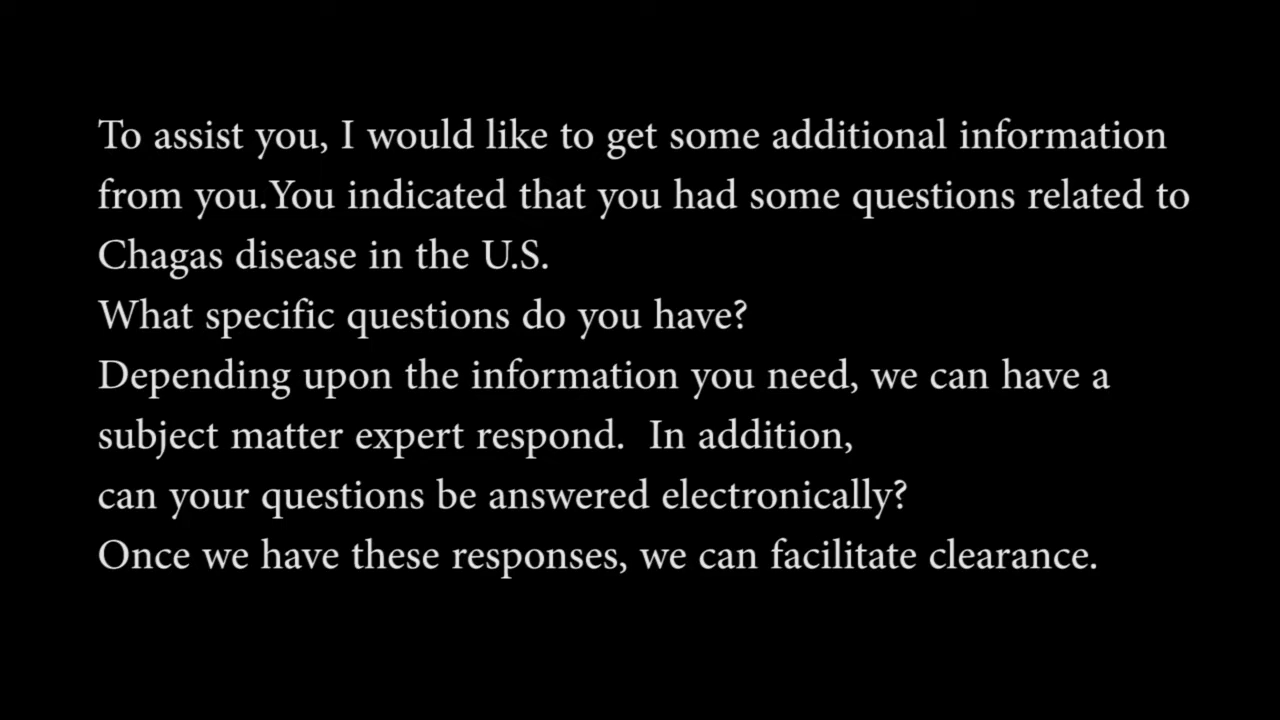 To assist you, I would like to get some additional information
from you.You indicated that you had some questions related to
Chagas disease in the U.S.
What specific questions do you have?
Depending upon the information you need, we can have a
subject matter expert respond.  In addition,
can your questions be answered electronically?
Once we have these responses, we can facilitate clearance.